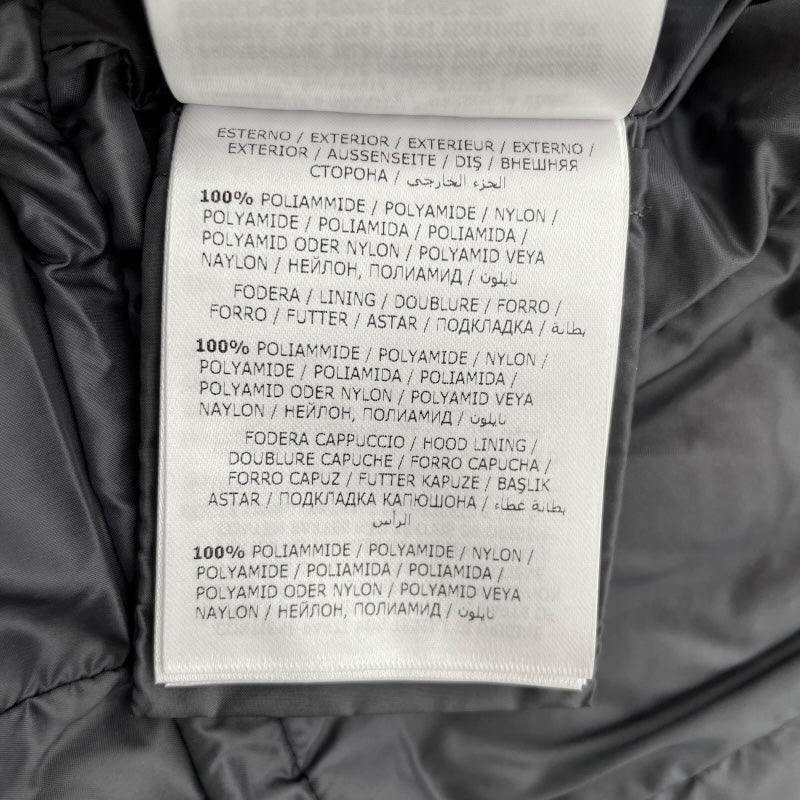 ESTERNO / EXTERIOR / EXTERIEUR / EXTERNO /
EXTERIOR / AUSSENSEITE / DIŞ / ВНЕШНЯЯ
СТОРОНА / الجزء الخارجي
100% POLIAMMIDE / POLYAMIDE / NYLON /
POLYAMIDE / POLIAMIDA / POLIAMIDA /
POLYAMID ODER NYLON / POLYAMID VEYA
NAYLON / НЕЙЛОН, ПОЛИАМИД / نايلون
FODERA / LINING / DOUBLURE / FORRO /
FORRO / FUTTER / ASTAR / ПОДКЛАДКА / بطانة
100% POLIAMMIDE / POLYAMIDE / NYLON /
POLYAMIDE / POLIAMIDA / POLIAMIDA /
POLYAMID ODER NYLON / POLYAMID VEYA
NAYLON / НЕЙЛОН, ПОЛИАМИД / نايلون
FODERA CAPPUCCIO / HOOD LINING /
DOUBLURE CAPUCHE / FORRO CAPUCHA /
FORRO CAPUZ / FUTTER KAPUZE / BAŞLIK
ASTAR / ПОДКЛАДКА КАПЮШОНА / بطانة غطاء
الرأس
100% POLIAMMIDE / POLYAMIDE / NYLON /
POLYAMIDE / POLIAMIDA / POLIAMIDA /
POLYAMID ODER NYLON / POLYAMID VEYA
NAYLON / НЕЙЛОН, ПОЛИАМИД / نايلون